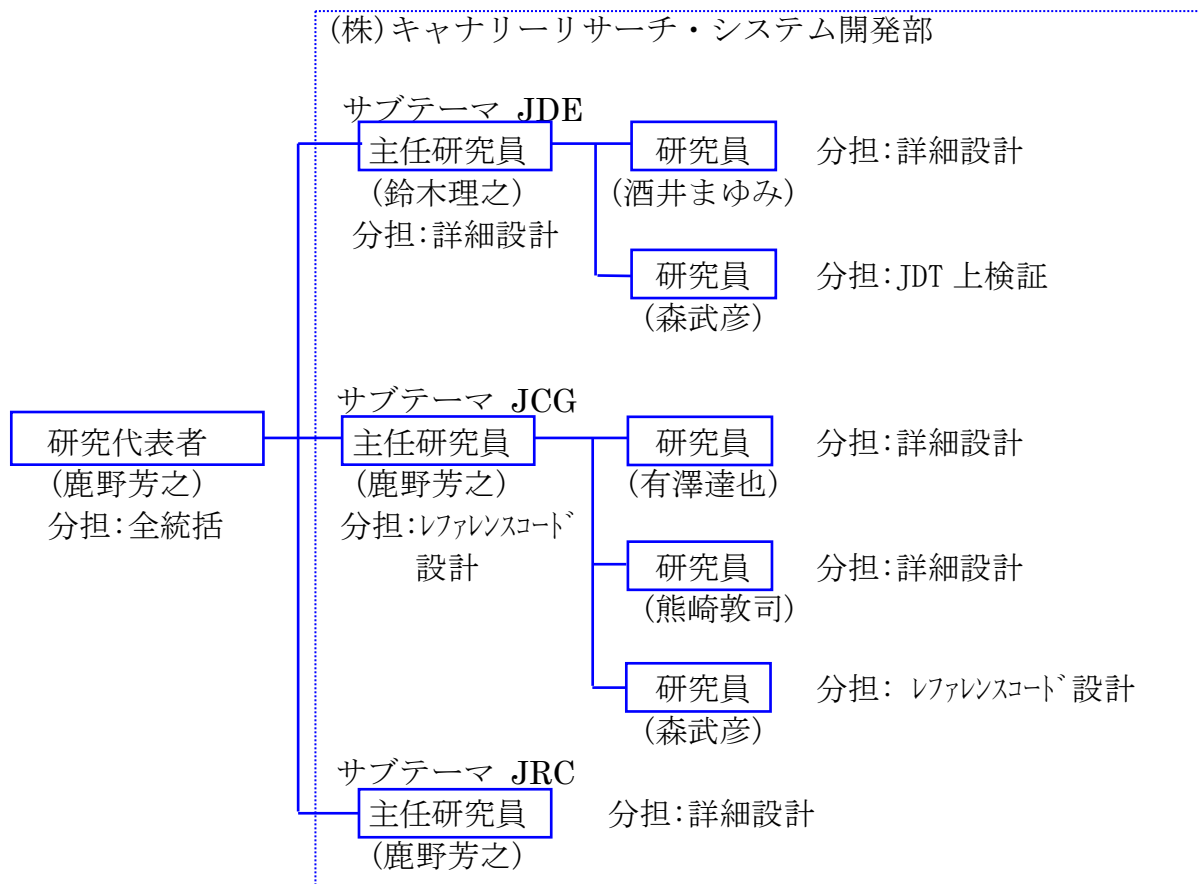 (株)キャナリーリサーチ・システム開発部
サブテーマ JDE
主任研究員
(鈴木理之)
分担:詳細設計
研究員
(酒井まゆみ)
分担:詳細設計
研究員
(森武彦)
分担:JDT 上検証
研究代表者
(鹿野芳之)
分担:全統括
サブテーマ JCG
主任研究員
(鹿野芳之)
分担:ﾚﾌｧﾚﾝｽｺｰﾄﾞ
設計
研究員
(有澤達也)
分担:詳細設計
研究員
(熊崎敦司)
分担:詳細設計
研究員
(森武彦)
分担: ﾚﾌｧﾚﾝｽｺｰﾄﾞ設計
サブテーマ JRC
主任研究員
(鹿野芳之)
分担:詳細設計